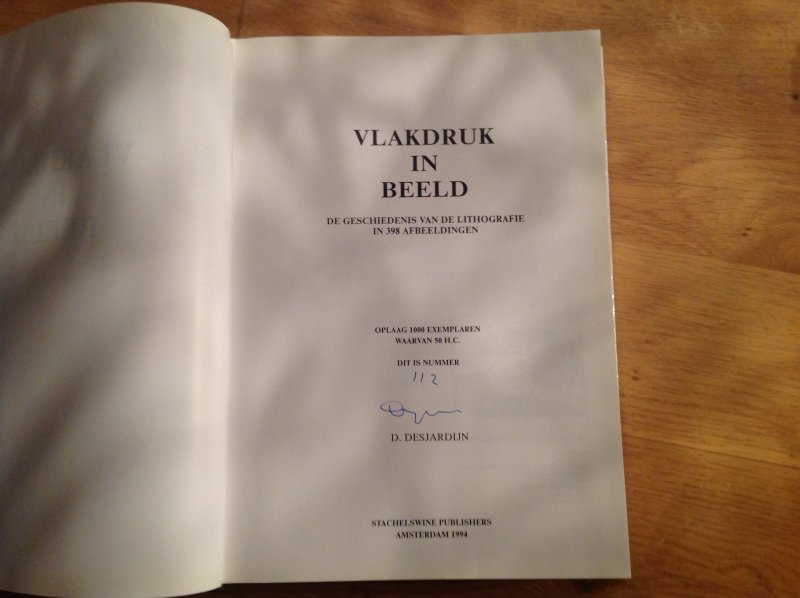 VLAKDRUK
IN
BEELD
DE GESCHIEDENIS VAN DE LITHOGRAFIE
IN 398 AFBEELDINGEN
OPLAAG 1000 EXEMPLAREN
WAARVAN 50 H.C.
DIT IS NUMMER
112
D. DESJARDIJN
STACHELSWINE PUBLISHERS
AMSTERDAM 1994